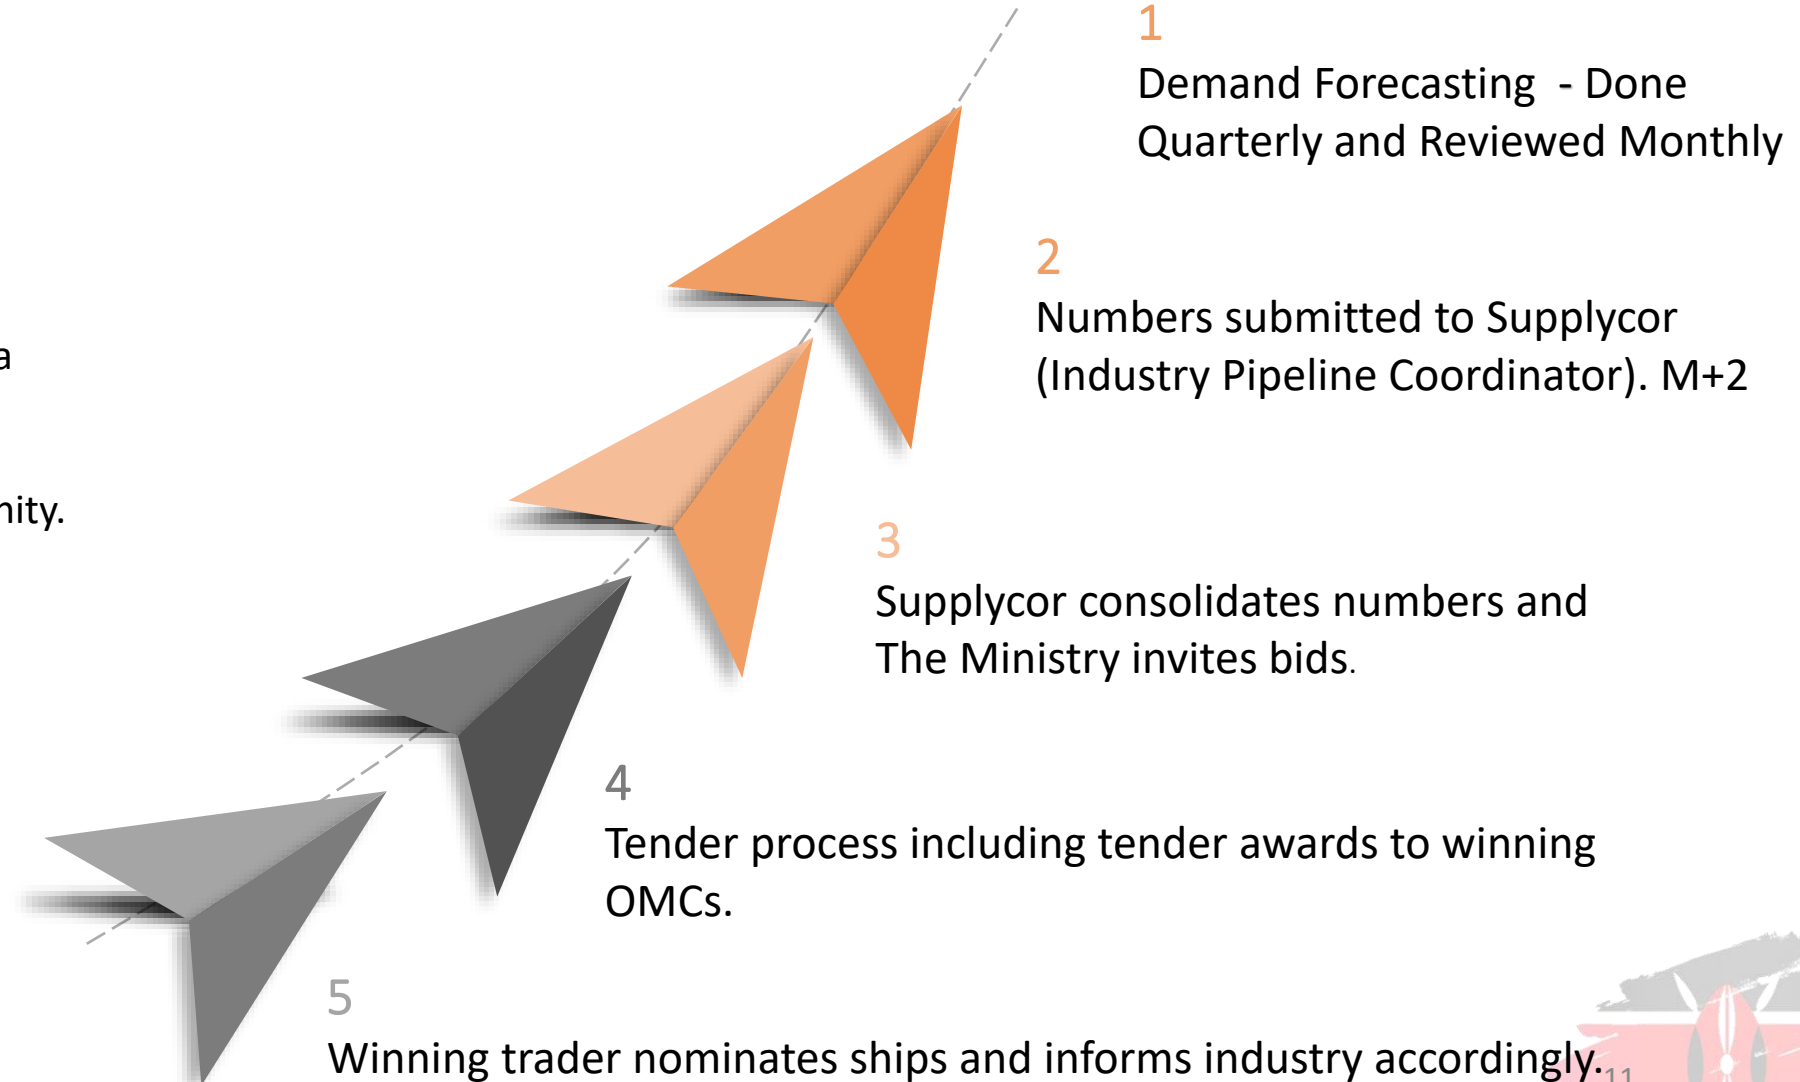 1
Demand Forecasting - Done
Quarterly and Reviewed Monthly
2
Numbers submitted to Supplycor
(Industry Pipeline Coordinator). M+2
a
nity.
3
Supplycor consolidates numbers and
The Ministry invites bids.
4
Tender process including tender awards to winning
OMCs.
5
Winning trader nominates ships and informs industry accordingly.
11